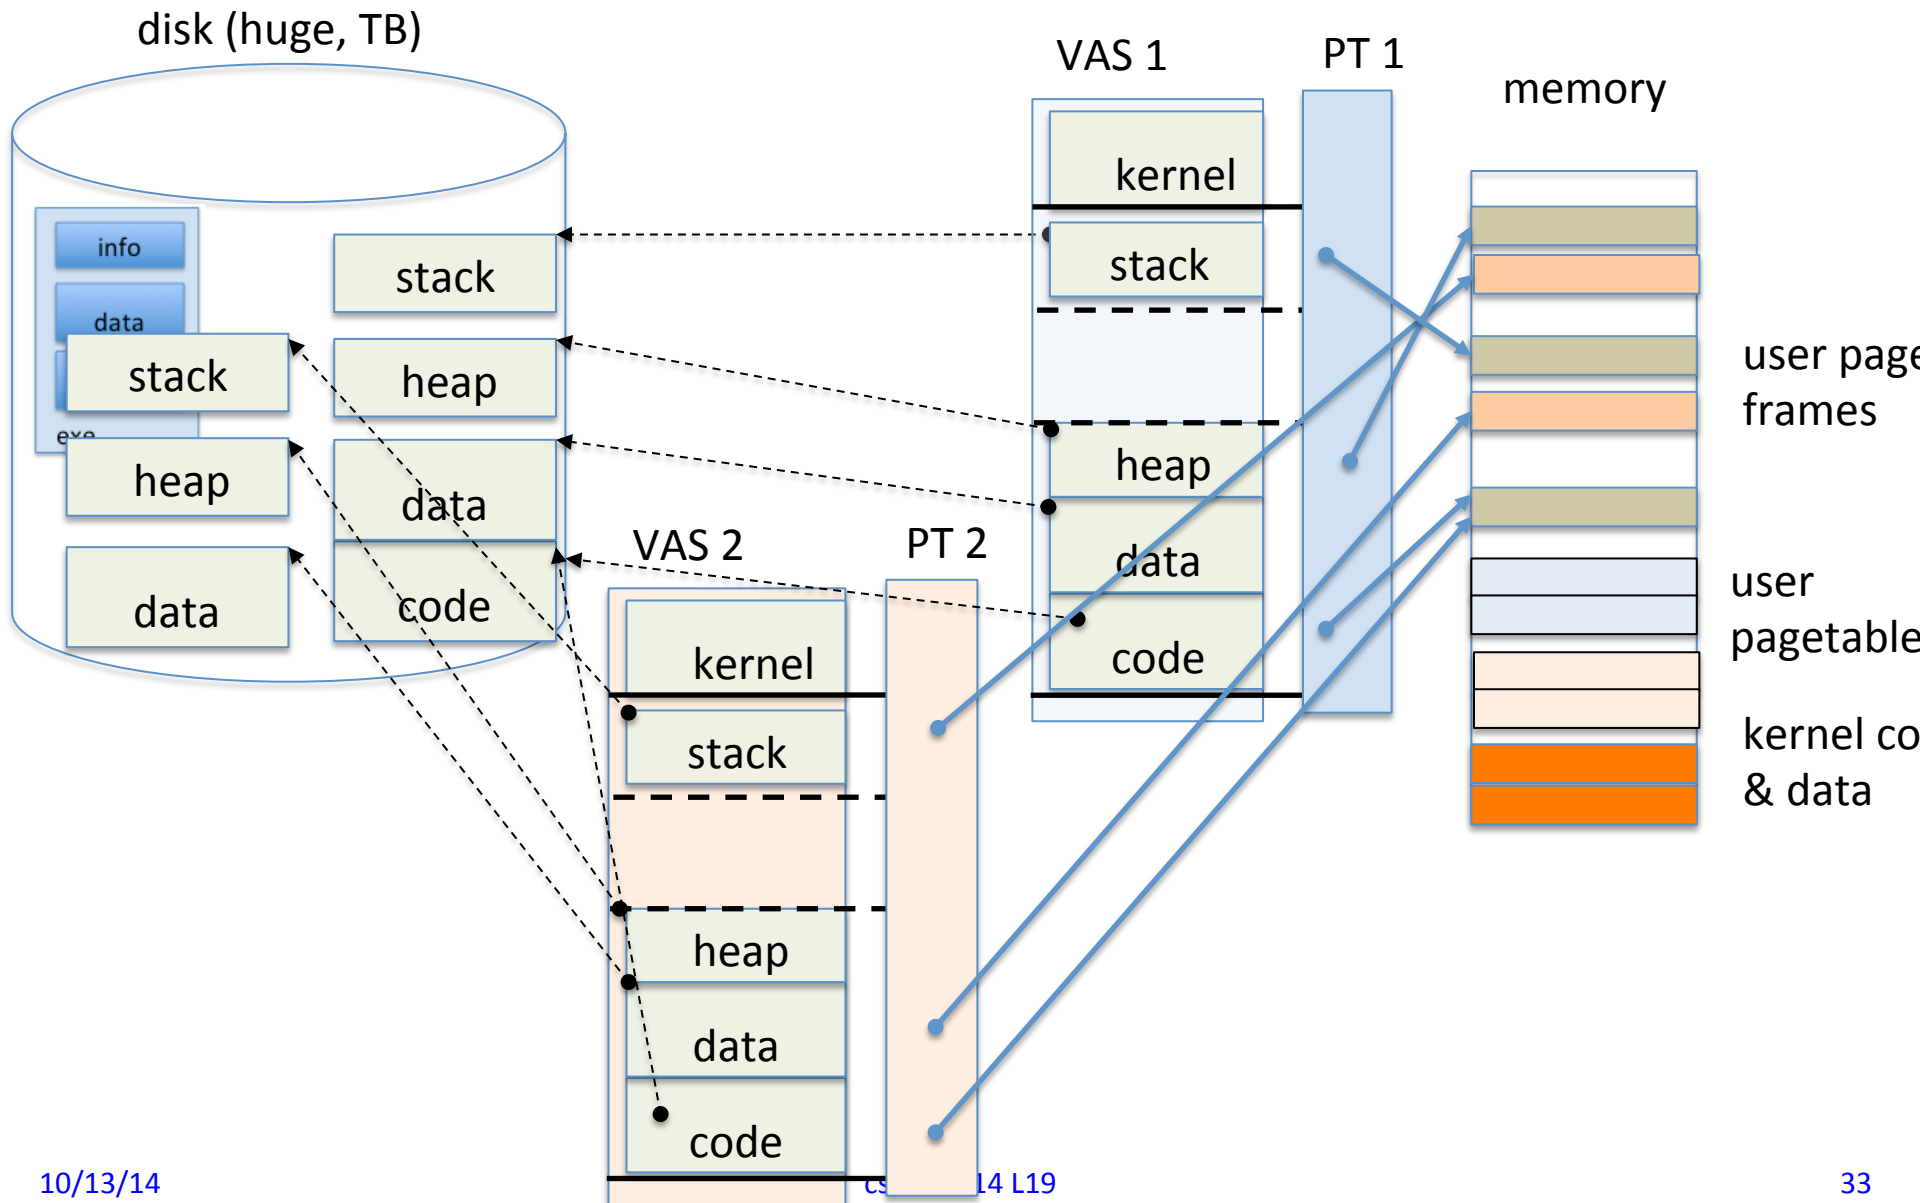 disk (huge, TB)
VAS 1
PT 1
memory
kernel
info
stack
stack
data
stack
heap
user page
frames
heap
heap
data
data
VAS 2
PT 2
user
pagetable
data
code
code
kernel
kernel co
& data
stack
heap
data
code
10/13/14
14 L19
33